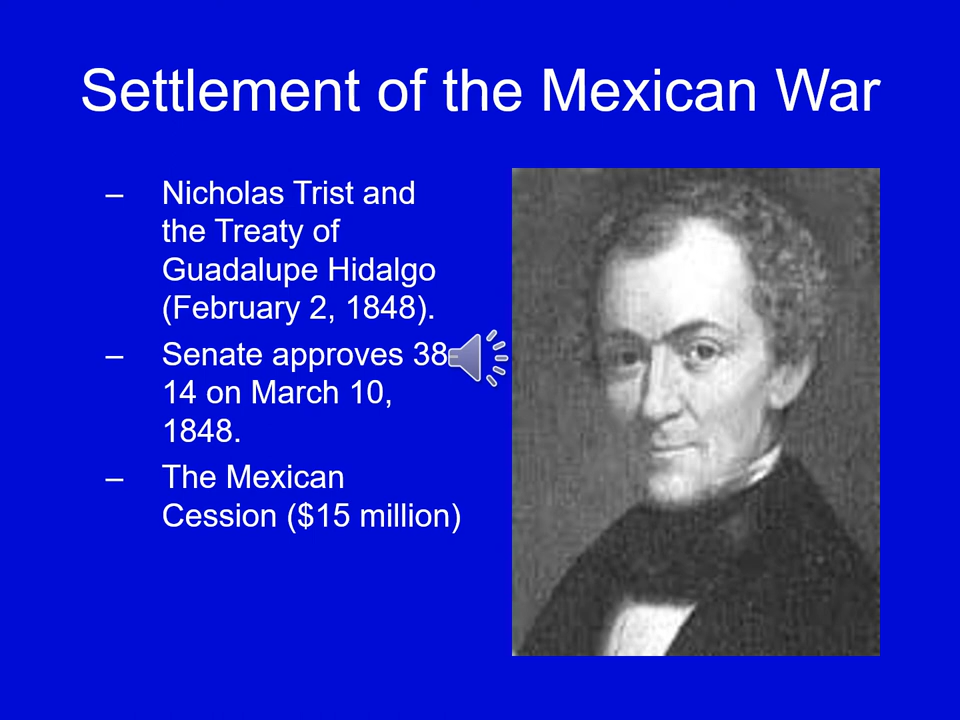 Settlement of the Mexican War
– Nicholas Trist and
the Treaty of
Guadalupe Hidalgo
(February 2, 1848).
– Senate approves 38-
14 on March 10,
1848.
– The Mexican
Cession ($15 million)